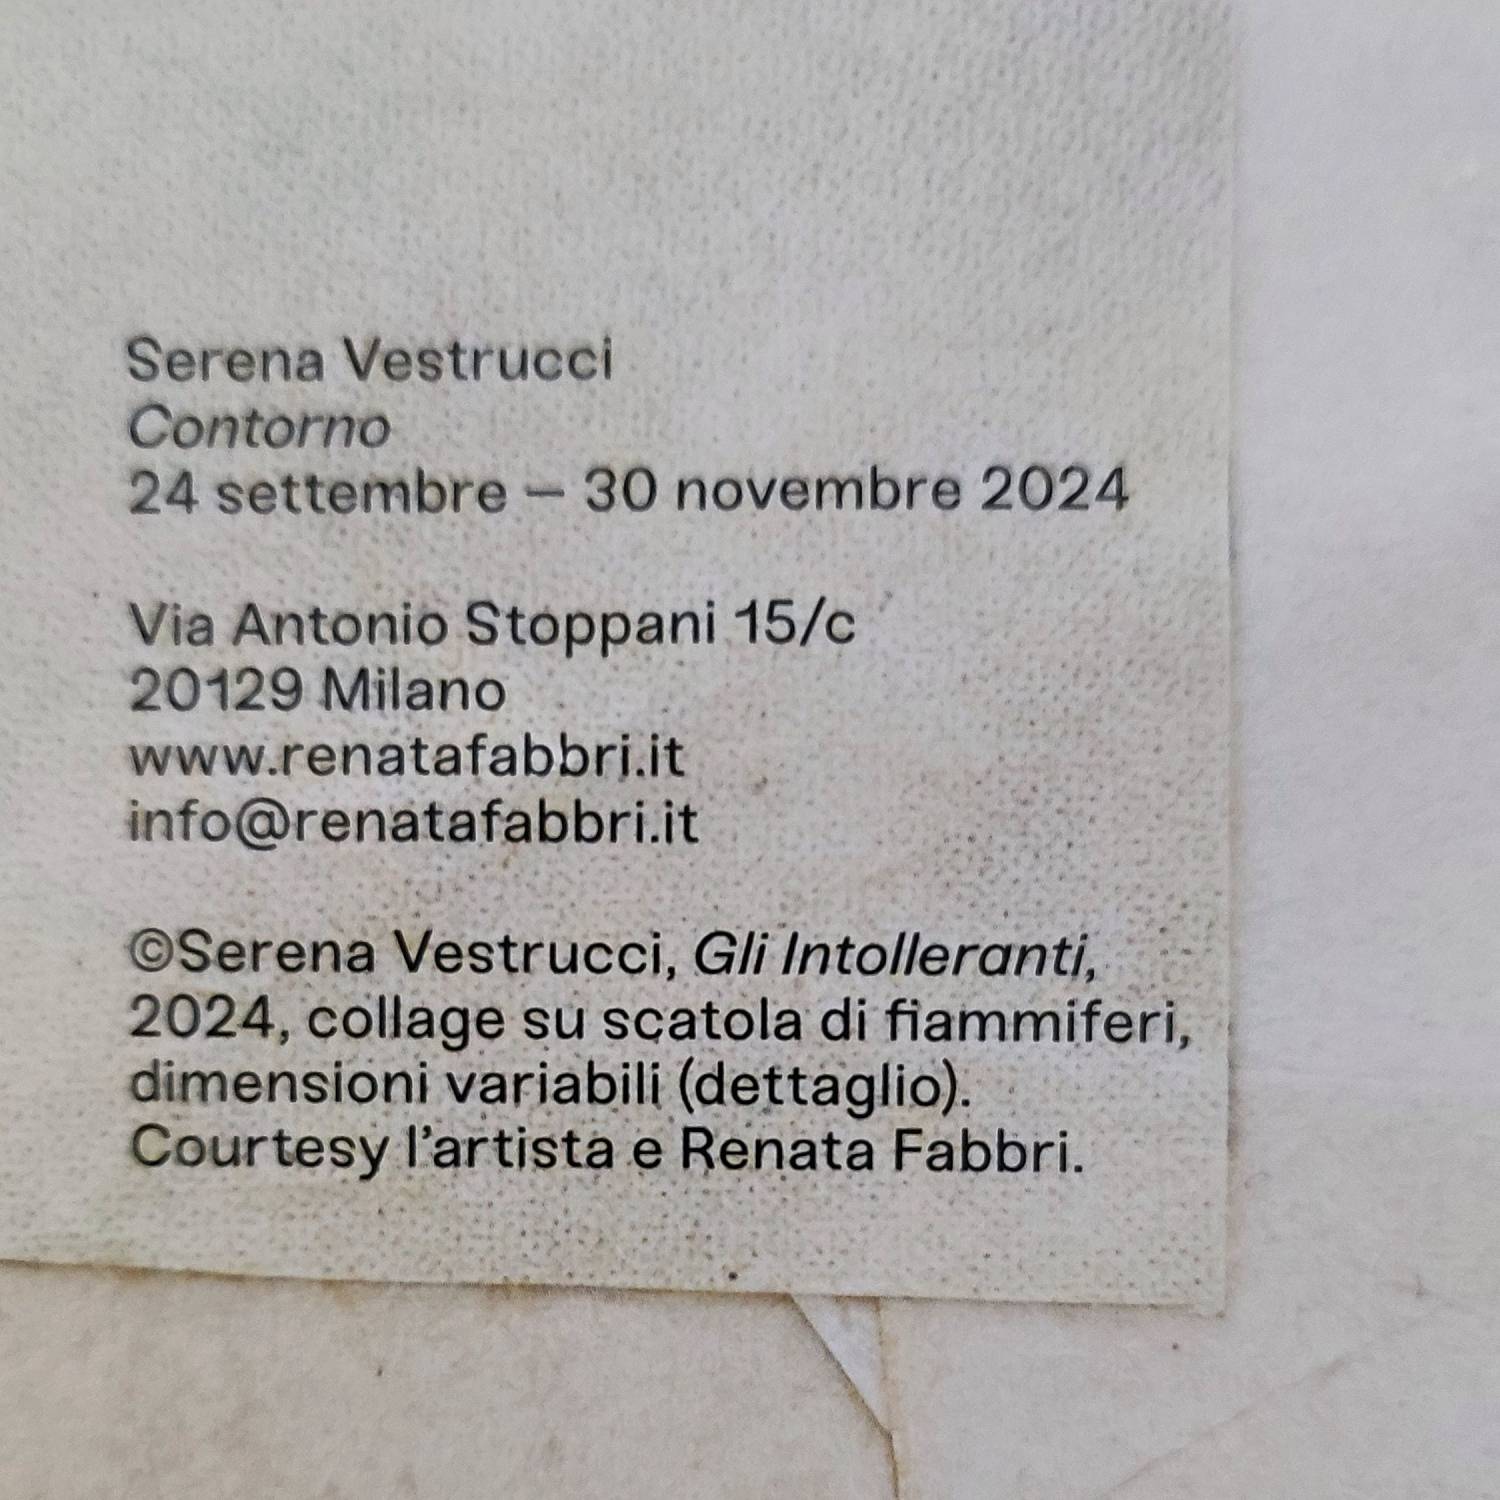 Serena Vestrucci
Contorno
24 settembre – 30 novembre 2024
Via Antonio Stoppani 15/c
20129 Milano
www.renatafabbri.it
info@renatafabbri.it
©Serena Vestrucci, Gli Intolleranti,
2024, collage su scatola di fiammiferi,
dimensioni variabili (dettaglio).
Courtesy l’artista e Renata Fabbri.